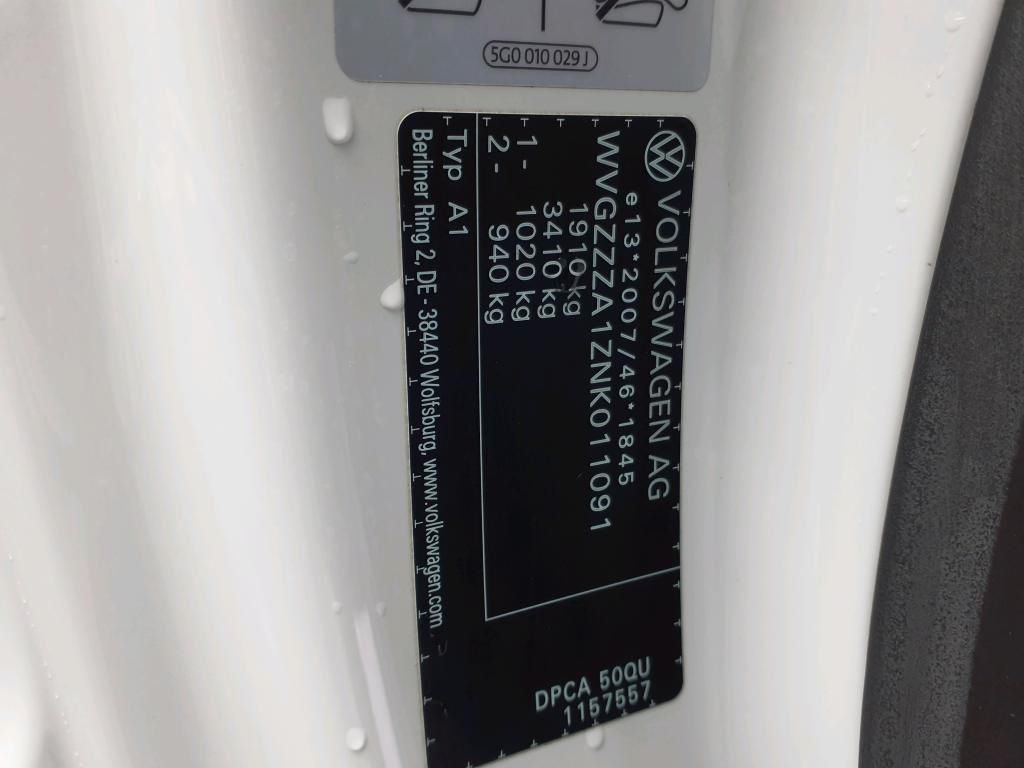 5G0 010 029 J
VOLKSWAGEN AG
e13*2007/46*1845
WVGZZZA1ZNK011091
1910 kg
3410 kg
1- 1020 kg
2- 940 kg
Typ A1
Berliner Ring 2, DE - 38440 Wolfsburg, www.volkswagen.com
DPCA 50QU
1157557